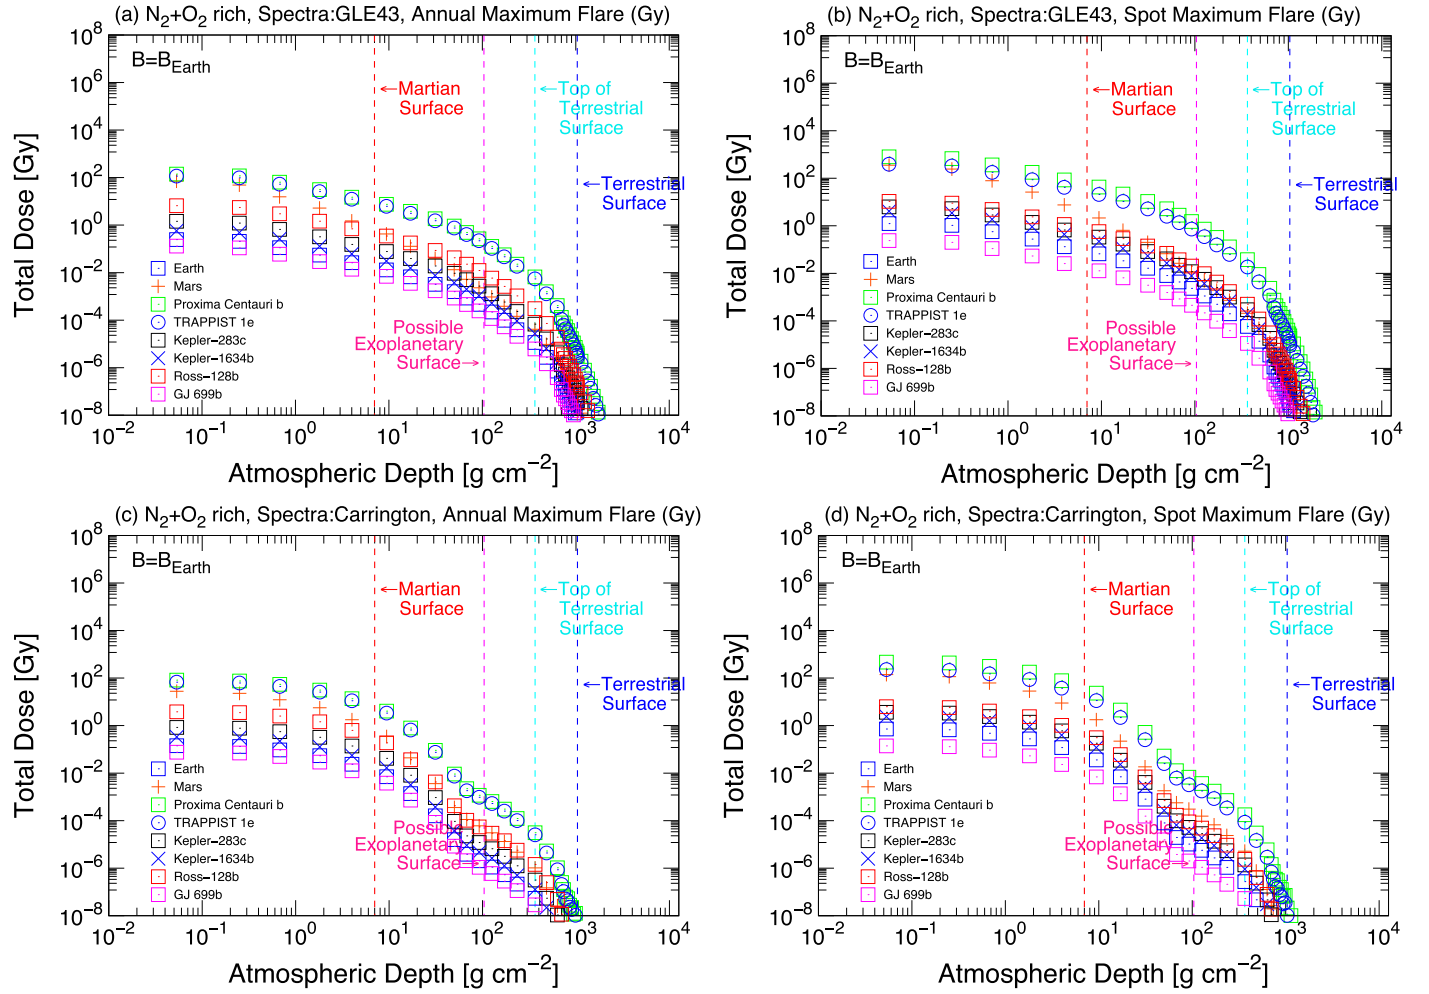 (a) N2+O2 rich, Spectra:GLE43, Annual Maximum Flare (Gy)
B=BEarth
←Martian
Surface
←Top of
Terrestrial
Surface
←Terrestrial
Surface
Possible
Exoplanetary
Surface→
Earth
Mars
Proxima Centauri b
TRAPPIST 1e
Kepler−283c
Kepler−1634b
Ross−128b
GJ 699b
Total Dose [Gy]
10^8
10^6
10^4
10^2
10^0
10^−2
10^−4
10^−6
10^−8
10^−2 10^−1 10^0 10^1 10^2 10^3 10^4
Atmospheric Depth [g cm^−2]
(b) N2+O2 rich, Spectra:GLE43, Spot Maximum Flare (Gy)
B=BEarth
←Martian
Surface
←Top of
Terrestrial
Surface
←Terrestrial
Surface
Possible
Exoplanetary
Surface→
Earth
Mars
Proxima Centauri b
TRAPPIST 1e
Kepler−283c
Kepler−1634b
Ross−128b
GJ 699b
Total Dose [Gy]
10^8
10^6
10^4
10^2
10^0
10^−2
10^−4
10^−6
10^−8
10^−2 10^−1 10^0 10^1 10^2 10^3 10^4
Atmospheric Depth [g cm^−2]
(c) N2+O2 rich, Spectra:Carrington, Annual Maximum Flare (Gy)
B=BEarth
←Martian
Surface
←Top of
Terrestrial
Surface
←Terrestrial
Surface
Possible
Exoplanetary
Surface→
Earth
Mars
Proxima Centauri b
TRAPPIST 1e
Kepler−283c
Kepler−1634b
Ross−128b
GJ 699b
Total Dose [Gy]
10^8
10^6
10^4
10^2
10^0
10^−2
10^−4
10^−6
10^−8
10^−2 10^−1 10^0 10^1 10^2 10^3 10^4
Atmospheric Depth [g cm^−2]
(d) N2+O2 rich, Spectra:Carrington, Spot Maximum Flare (Gy)
B=BEarth
←Martian
Surface
←Top of
Terrestrial
Surface
←Terrestrial
Surface
Possible
Exoplanetary
Surface→
Earth
Mars
Proxima Centauri b
TRAPPIST 1e
Kepler−283c
Kepler−1634b
Ross−128b
GJ 699b
Total Dose [Gy]
10^8
10^6
10^4
10^2
10^0
10^−2
10^−4
10^−6
10^−8
10^−2 10^−1 10^0 10^1 10^2 10^3 10^4
Atmospheric Depth [g cm^−2]